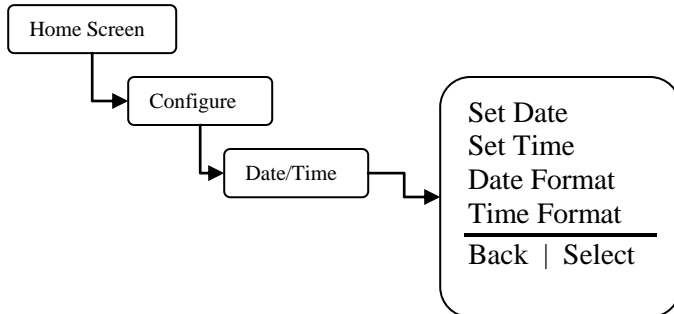 Home Screen
Configure
Date/Time
Set Date
Set Time
Date Format
Time Format
Back | Select